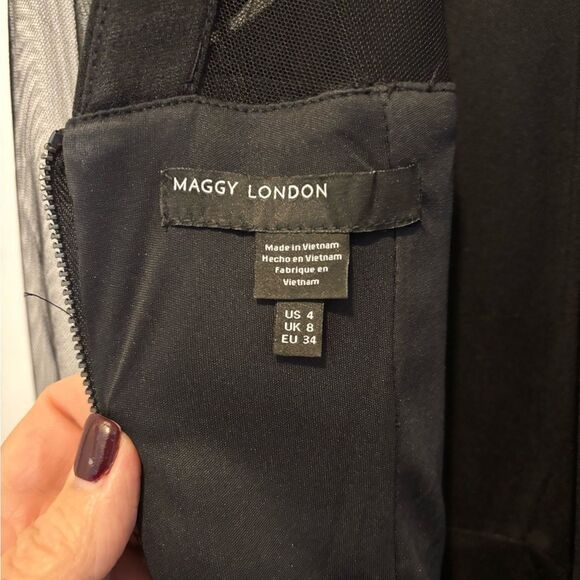 MAGGY LONDON
Made in Vietnam
Hecho en Vietnam
Fabrique en
Vietnam
US 4
UK 8
EU 34